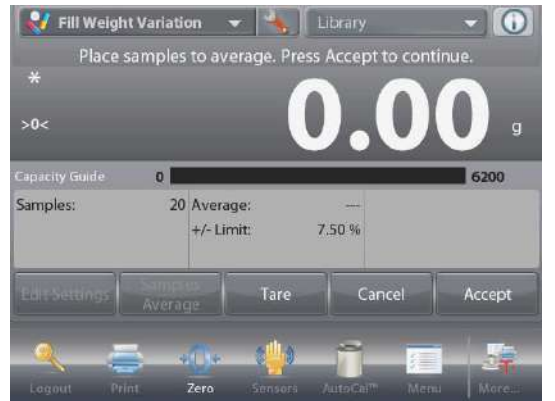 Fill Weight Variation
Library
Place samples to average. Press Accept to continue.
*
>0<
0.00 g
Capacity Guide 0 6200
Samples: 20 Average: ---
+/- Limit: 7.50 %
Edit Settings
Samples
Average
Tare
Cancel
Accept
Logout Print Zero Sensors AutoCal™ Menu More...